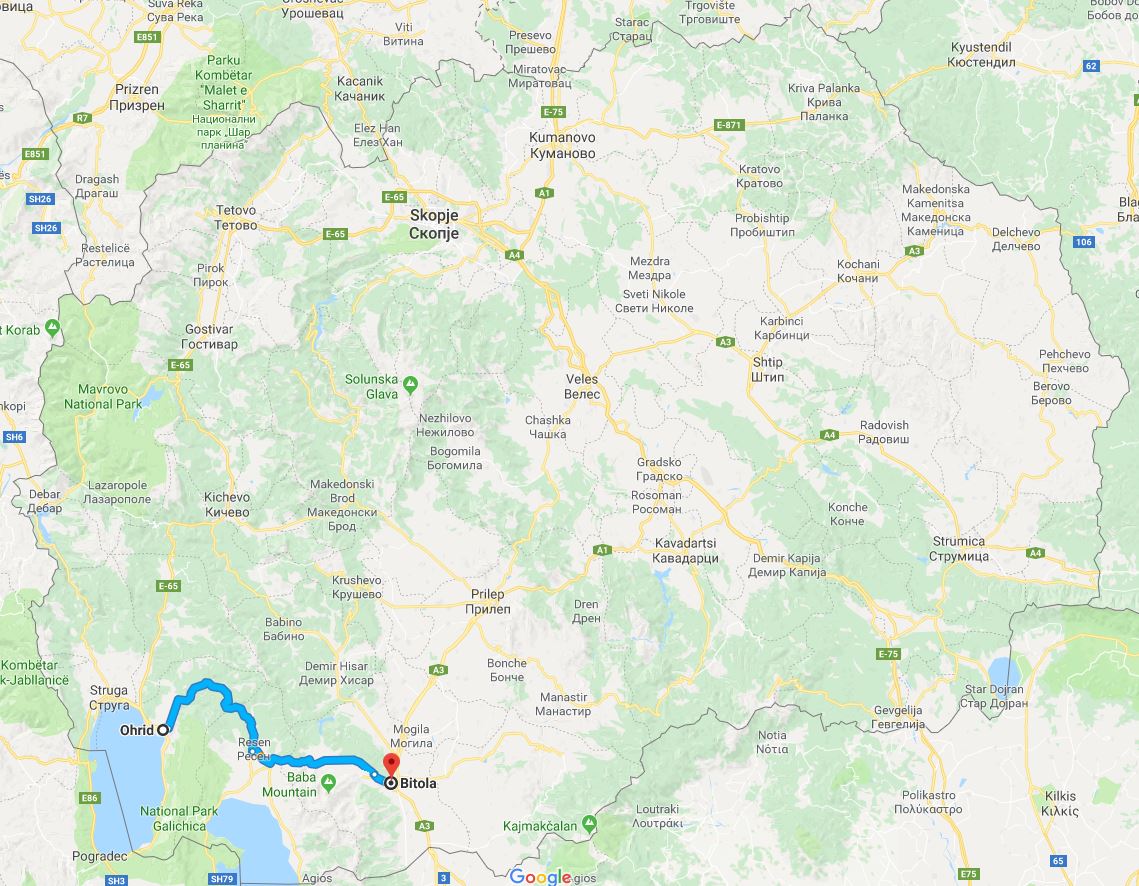 овица
Suva Reka
Сува Река
Урошевац
E851
Viti
Витина
Starac
Старац
Trgovište
Трговиште
Presevo
Прешево
Bobov Do
Бобов до
Kyustendil
Кюстендил
62
Parku
Kombëtar
"Malet e
Sharrit"
Национални
парк „Шар
планина
Prizren
Призрен
Kacanik
Качаник
Miratovac
Миратовац
Kriva Palanka
Крива
Паланка
R7
E-75
E-871
Elez Han
Елез Хан
Kumanovo
Куманово
E851
Dragash
Драгаш
SH26
SH26
E-65
A1
Kratovo
Кратово
Makedonska
Kamenitsa
Македонска
Каменица
Tetovo
Тетово
E-65
Skopje
Скопје
Probishtip
Пробиштип
Delchevo
Делчево
106
Restelicë
Растелица
A4
A3
Pirok
Пирок
Mezdra
Мездра
Kochani
Кочани
Sveti Nikole
Свети Николе
t Korab
Gostivar
Гостивар
Karbinci
Карбинци
A3
E-65
Shtip
Штип
Pehchevo
Пехчево
Berovo
Берово
Mavrovo
National Park
Solunska
Glava
Veles
Велес
Nezhilovo
Нежилово
Chashka
Чашка
SH6
A4
Radovish
Радовиш
Bogomila
Богомила
Gradsko
Градско
Lazaropole
Лазарополе
Debar
Дебар
Kichevo
Кичево
Makedonski
Brod
Македонски
Брод
Rosoman
Росоман
Konche
Конче
Kavadartsi
Кавадарци
A1
Strumica
Струмица
A4
Demir Kapija
Демир Капија
E-65
Krushevo
Крушево
Prilep
Прилеп
Dren
Дрен
Babino
Бабино
E-75
Kombëtar
k-Jabllanicë
Demir Hisar
Демир Хисар
A3
Bonche
Бонче
Struga
Струга
Manastir
Манастир
Star Dojran
Стар Дојран
Gevgelija
Гевгелија
Ohrid
Resen
Ресен
Mogila
Могила
Notia
Νότια
Baba
Mountain
Bitola
E86
National Park
Galichica
A3
Kajmakčalan
Loutraki
Λουτράκι
Polikastro
Πολύκαστρο
Kilkis
Κιλκίς
Pogradec
65
SH3
SH79
Agios
3
Google
gios
E75